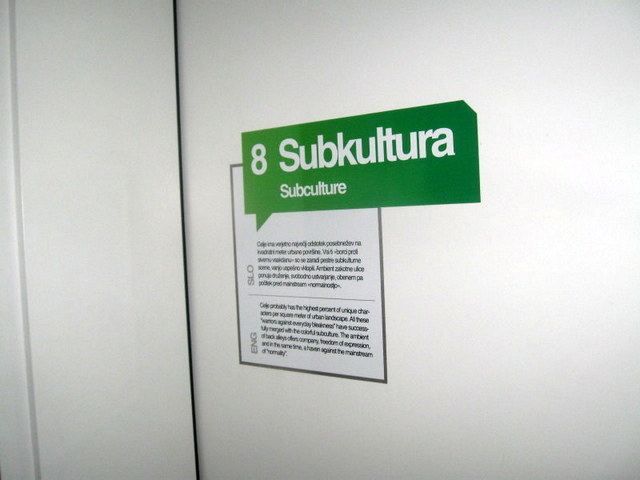 8 Subkultura
Subculture
SLO
Celje ima verjetno največji odstotek posebnežev na
kvadratni meter urbane površine. Vsi ti »borci proti
sivemu vsakdanu« so se zaradi pestre subkulturne
scene, vanjo uspešno vklopili. Ambient zakotne ulice
ponuja druženje, svobodno ustvarjanje, obenem pa
počitek pred mainstream »normalnostjo«.
ENG
Celje probably has the highest percent of unique char-
acters per square meter of urban landscape. All these
"warriors against everyday bleakness" have success-
fully merged with the colorful subculture. The ambient
of back alleys offers company, freedom of expression,
and in the same time, a haven against the mainstream
of "normality".